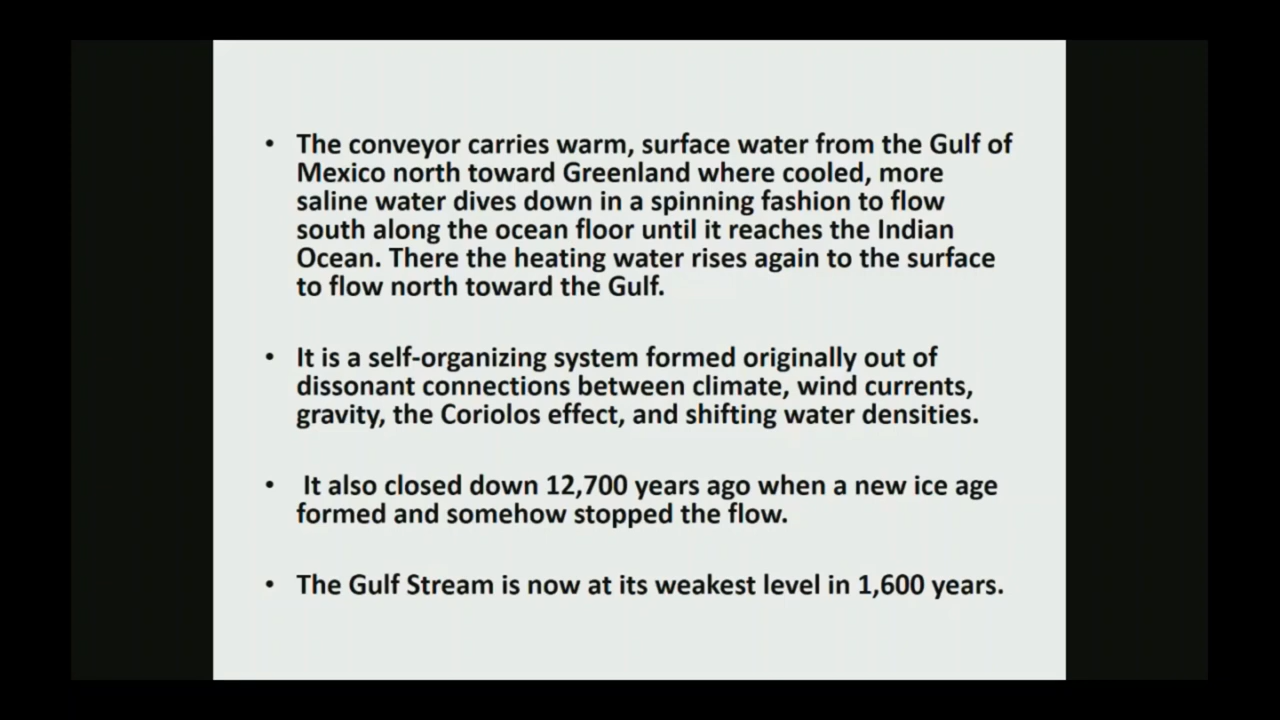 • The conveyor carries warm, surface water from the Gulf of
Mexico north toward Greenland where cooled, more
saline water dives down in a spinning fashion to flow
south along the ocean floor until it reaches the Indian
Ocean. There the heating water rises again to the surface
to flow north toward the Gulf.
• It is a self-organizing system formed originally out of
dissonant connections between climate, wind currents,
gravity, the Coriolos effect, and shifting water densities.
• It also closed down 12,700 years ago when a new ice age
formed and somehow stopped the flow.
• The Gulf Stream is now at its weakest level in 1,600 years.